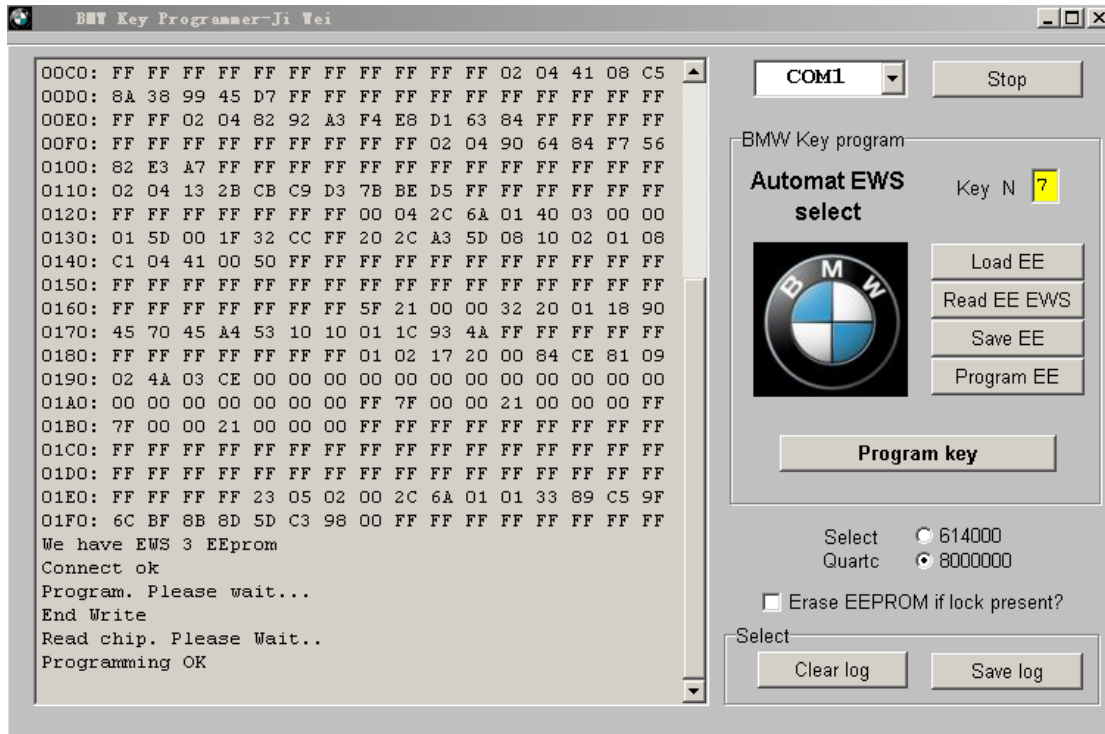 BMW Key Programmer-Ji Wei
00C0: FF FF FF FF FF FF FF FF FF FF FF 02 04 41 08 C5
00D0: 8A 38 99 45 D7 FF FF FF FF FF FF FF FF FF FF FF
00E0: FF FF 02 04 82 92 A3 F4 E8 D1 63 84 FF FF FF FF
00F0: FF FF FF FF FF FF FF FF FF 02 04 90 64 84 F7 56
0100: 82 E3 A7 FF FF FF FF FF FF FF FF FF FF FF FF FF
0110: 02 04 13 2B CB C9 D3 7B BE D5 FF FF FF FF FF FF
0120: FF FF FF FF FF FF FF 00 04 2C 6A 01 40 03 00 00
0130: 01 5D 00 1F 32 CC FF 20 2C A3 5D 08 10 02 01 08
0140: C1 04 41 00 50 FF FF FF FF FF FF FF FF FF FF FF
0150: FF FF FF FF FF FF FF FF FF FF FF FF FF FF FF FF
0160: FF FF FF FF FF FF FF 5F 21 00 00 32 20 01 18 90
0170: 45 70 45 A4 53 10 10 01 1C 93 4A FF FF FF FF FF
0180: FF FF FF FF FF FF FF 01 02 17 20 00 84 CE 81 09
0190: 02 4A 03 CE 00 00 00 00 00 00 00 00 00 00 00 00
01A0: 00 00 00 00 00 00 00 FF 7F 00 00 21 00 00 00 FF
01B0: 7F 00 00 21 00 00 00 FF FF FF FF FF FF FF FF FF
01C0: FF FF FF FF FF FF FF FF FF FF FF FF FF FF FF FF
01D0: FF FF FF FF FF FF FF FF FF FF FF FF FF FF FF FF
01E0: FF FF FF FF 23 05 02 00 2C 6A 01 01 33 89 C5 9F
01F0: 6C BF 8B 8D 5D C3 98 00 FF FF FF FF FF FF FF FF
We have EWS 3 EEprom
Connect ok
Program. Please wait...
End Write
Read chip. Please Wait..
Programming OK
COM1
Stop
BMW Key program
Automat EWS
select
Key N 7
BMW
Load EE
Read EE EWS
Save EE
Program EE
Program key
Select
Quartc
614000
8000000
Erase EEPROM if lock present?
Select
Clear log
Save log